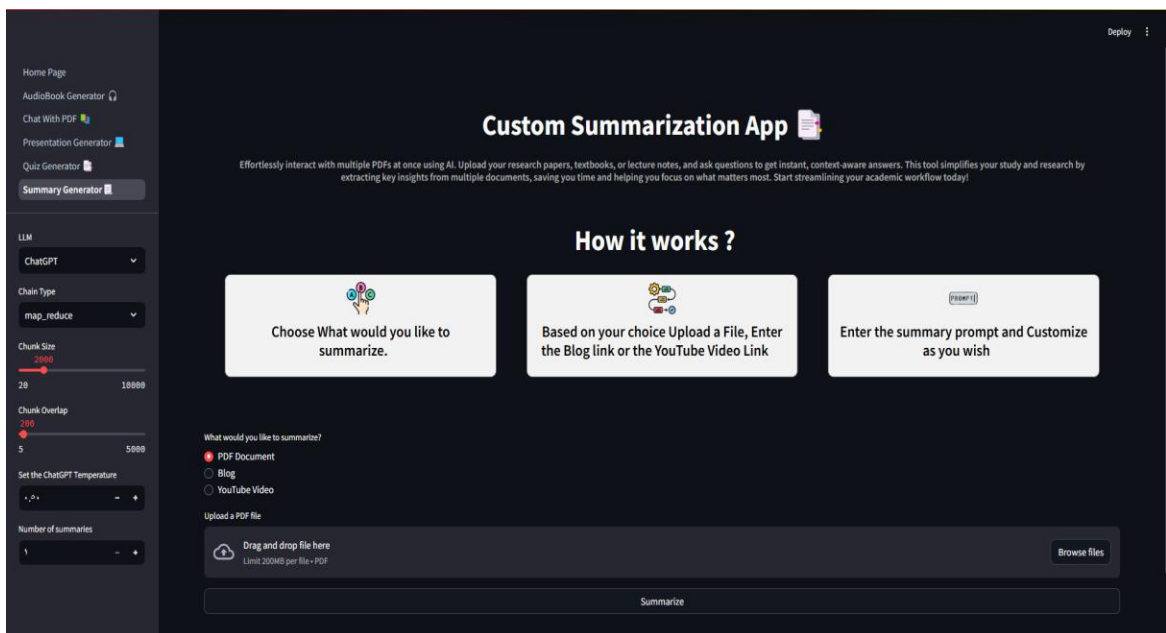 Deploy
Home Page
AudioBook Generator
Chat With PDF
Presentation Generator
Quiz Generator
Summary Generator
LLM
ChatGPT
Chain Type
map_reduce
Chunk Size
2000
20 10000
Chunk Overlap
200
5 5000
Set the ChatGPT Temperature
٠٫٥٠ - +
Number of summaries
١ - +
Custom Summarization App
Effortlessly interact with multiple PDFs at once using AI. Upload your research papers, textbooks, or lecture notes, and ask questions to get instant, context-aware answers. This tool simplifies your study and research by
extracting key insights from multiple documents, saving you time and helping you focus on what matters most. Start streamlining your academic workflow today!
How it works ?
A B C
Choose What would you like to
summarize.
Based on your choice Upload a File, Enter
the Blog link or the YouTube Video Link
PROMPT
Enter the summary prompt and Customize
as you wish
What would you like to summarize?
PDF Document
Blog
YouTube Video
Upload a PDF file
Drag and drop file here
Limit 200MB per file • PDF
Browse files
Summarize